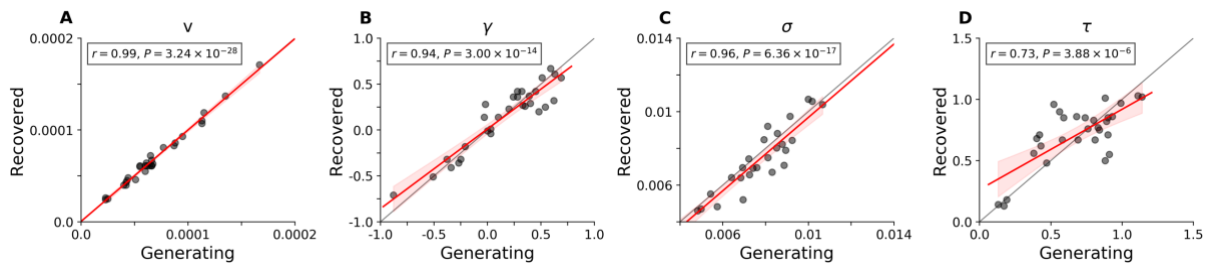 A
v
r = 0.99, P = 3.24 × 10⁻²⁸
0.0002
0.0001
0.0
Recovered
0.0
0.0001
0.0002
Generating
B
γ
r = 0.94, P = 3.00 × 10⁻¹⁴
1.0
0.5
0.0
-0.5
-1.0
Recovered
-1.0
-0.5
0.0
0.5
1.0
Generating
C
σ
r = 0.96, P = 6.36 × 10⁻¹⁷
0.014
0.010
0.006
Recovered
0.006
0.010
0.014
Generating
D
τ
r = 0.73, P = 3.88 × 10⁻⁶
1.5
1.0
0.5
0.0
Recovered
0.0
0.5
1.0
1.5
Generating